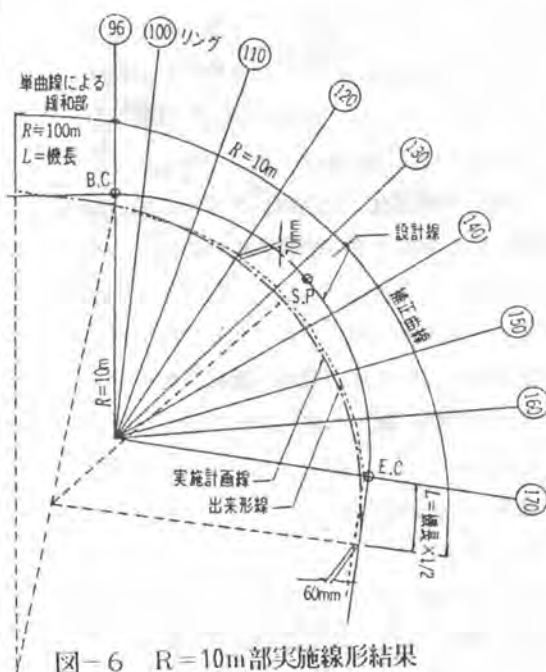 96
100 リング
110
120
130
140
150
160
170
単曲線による
緩和部
R≒100m
L=機長
B.C
R=10m
70mm
設計線
S.P
補正曲線
R=10m
E.C
実施計画線
出来形線
L=機長×1/2
60mm
図-6 R=10m部実施線形結果